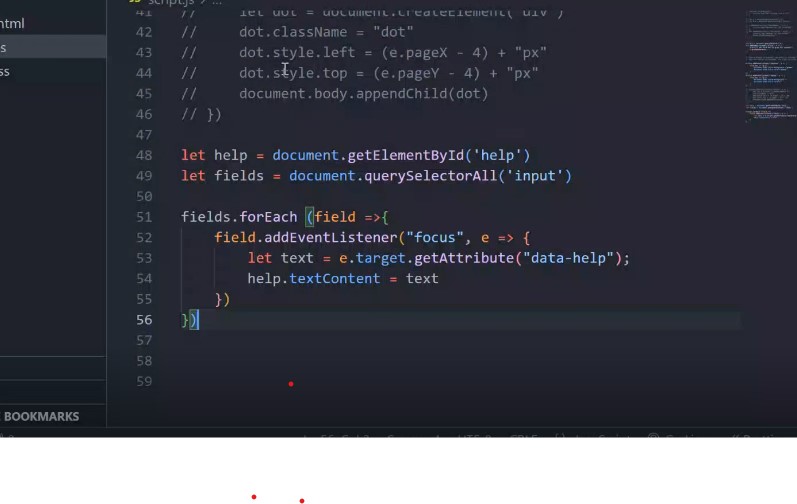 script.js > ...
html
s
ss
BOOKMARKS
41 //     let dot = document.createElement("div")
42 //     dot.className = "dot"
43 //     dot.style.left = (e.pageX - 4) + "px"
44 //     dot.style.top = (e.pageY - 4) + "px"
45 //     document.body.appendChild(dot)
46 // })
47
48 let help = document.getElementById('help')
49 let fields = document.querySelectorAll('input')
50
51 fields.forEach (field =>{
52     field.addEventListener("focus", e => {
53         let text = e.target.getAttribute("data-help");
54         help.textContent = text
55     })
56 })
57
58
59